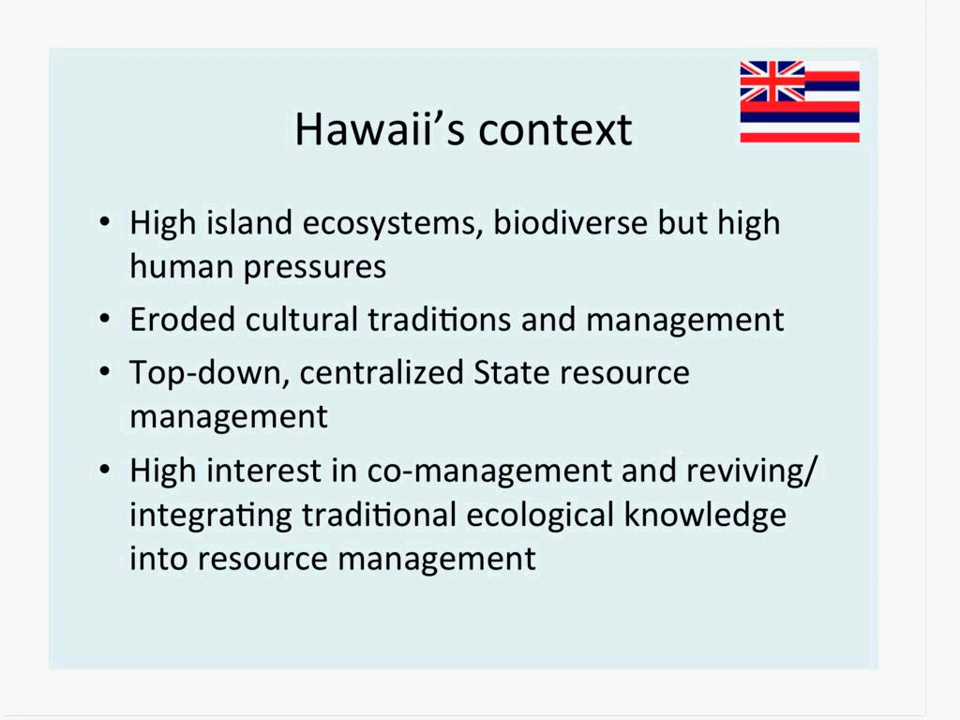 Hawaii’s context
• High island ecosystems, biodiverse but high
human pressures
• Eroded cultural traditions and management
• Top-down, centralized State resource
management
• High interest in co-management and reviving/
integrating traditional ecological knowledge
into resource management